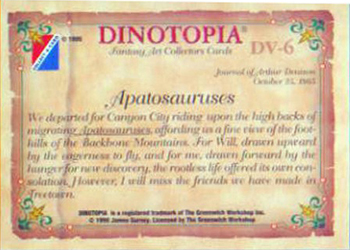 © 1995
DINOTOPIA®
Fantasy Art Collectors Cards
DV-6
Journal of Arthur Denison
October 25, 1863
Apatosauruses
We departed for Canyon City riding upon the high backs of
migrating Apatosauruses, affording us a fine view of the foot-
hills of the Backbone Mountains. For Will, drawn upward
by the eagerness to fly, and for me, drawn forward by the
hunger for new discovery, the rootless life offered its own con-
solation. However, I will miss the friends we have made in
Treetown.
DINOTOPIA is a registered trademark of The Greenwich Workshop Inc.
© 1995 James Gurney. Licensed by The Greenwich Workshop